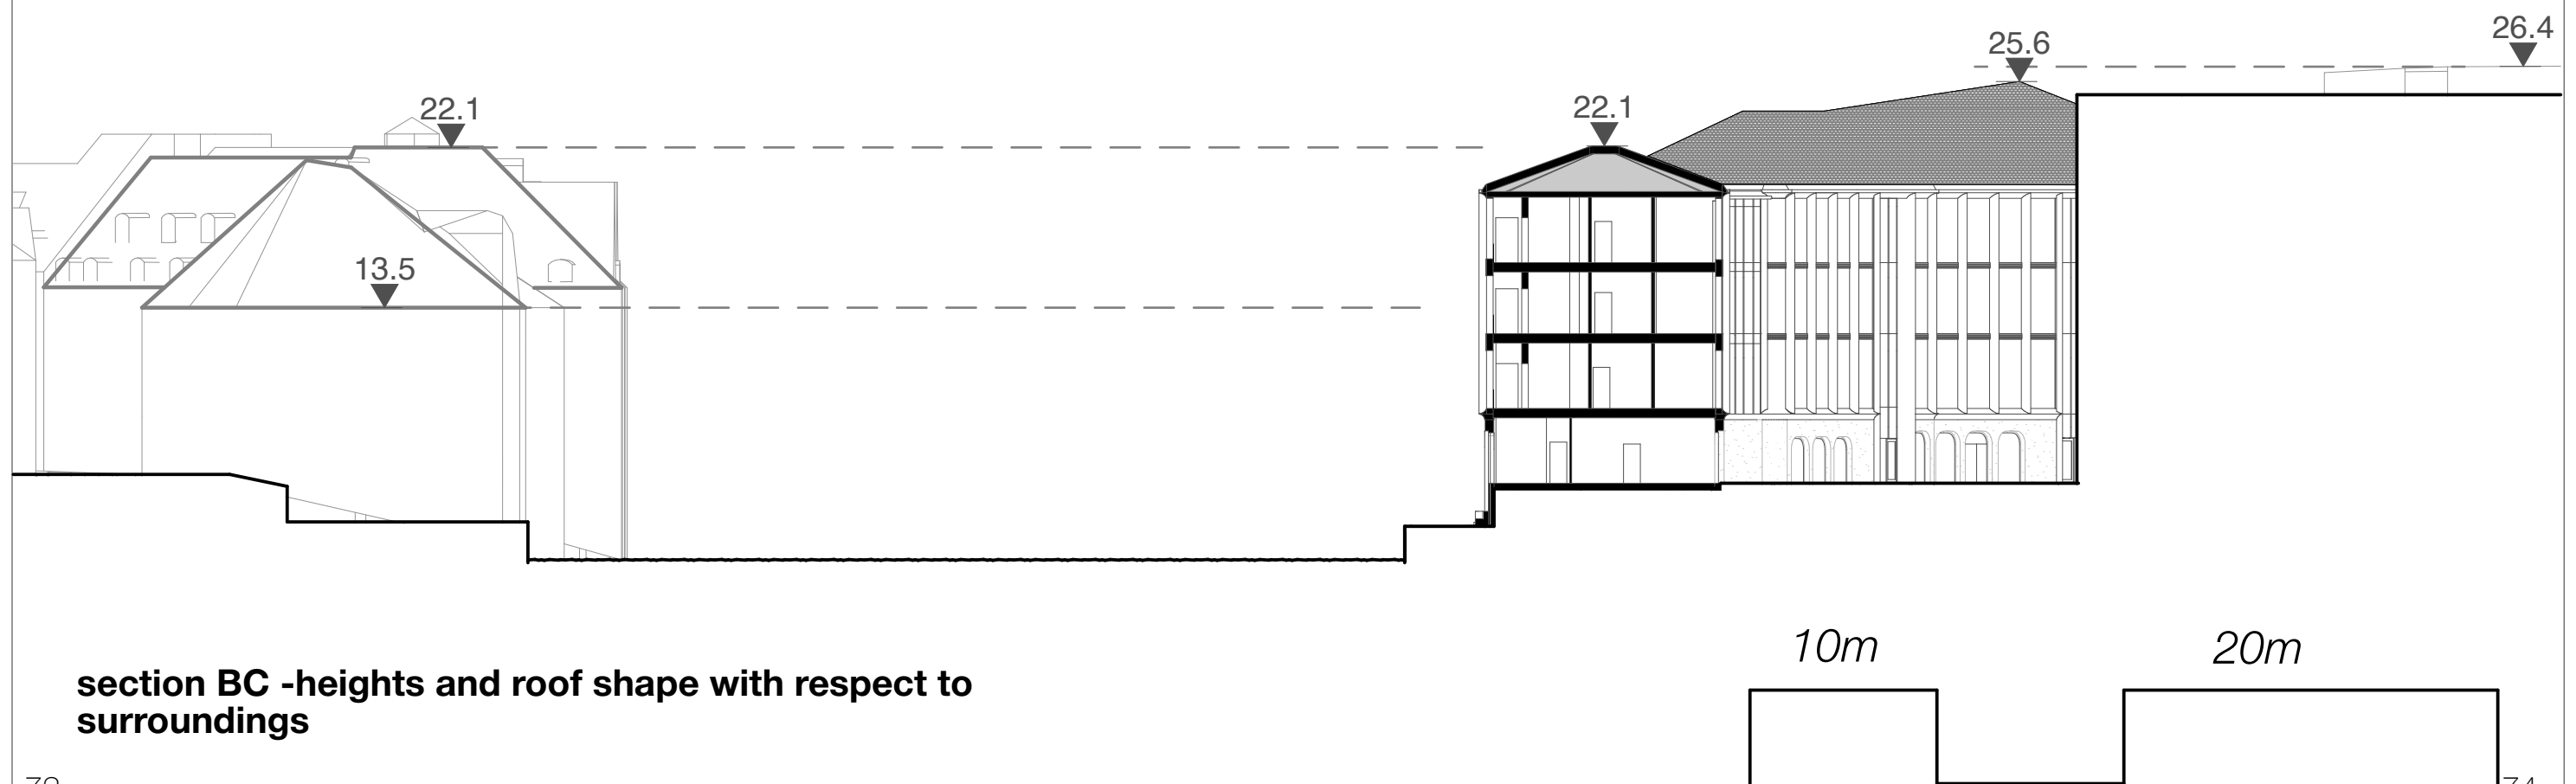 26.4
25.6
22.1
22.1
13.5
10m
20m
section BC -heights and roof shape with respect to
surroundings